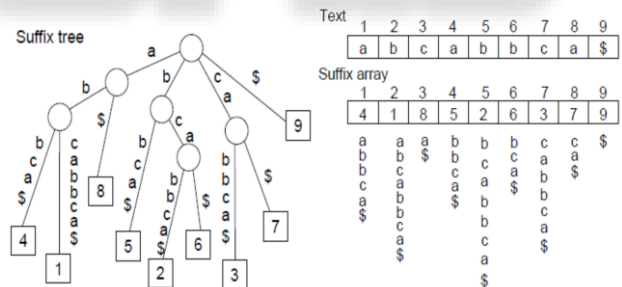 Suffix tree
a
b
c a
$
b
$
b c a $
c a b b c a $
b c a $
c a
b b c a $
$
b b c a $
$
9
8
7
4
5
6
1
2
3
Text
1 2 3 4 5 6 7 8 9
a b c a b b c a $
Suffix array
1 2 3 4 5 6 7 8 9
4 1 8 5 2 6 3 7 9
a b b c a $
a b c a b b c a $
a $
b b c a $
b c a b b c a $
b c a $
c a b b c a $
c a $
$